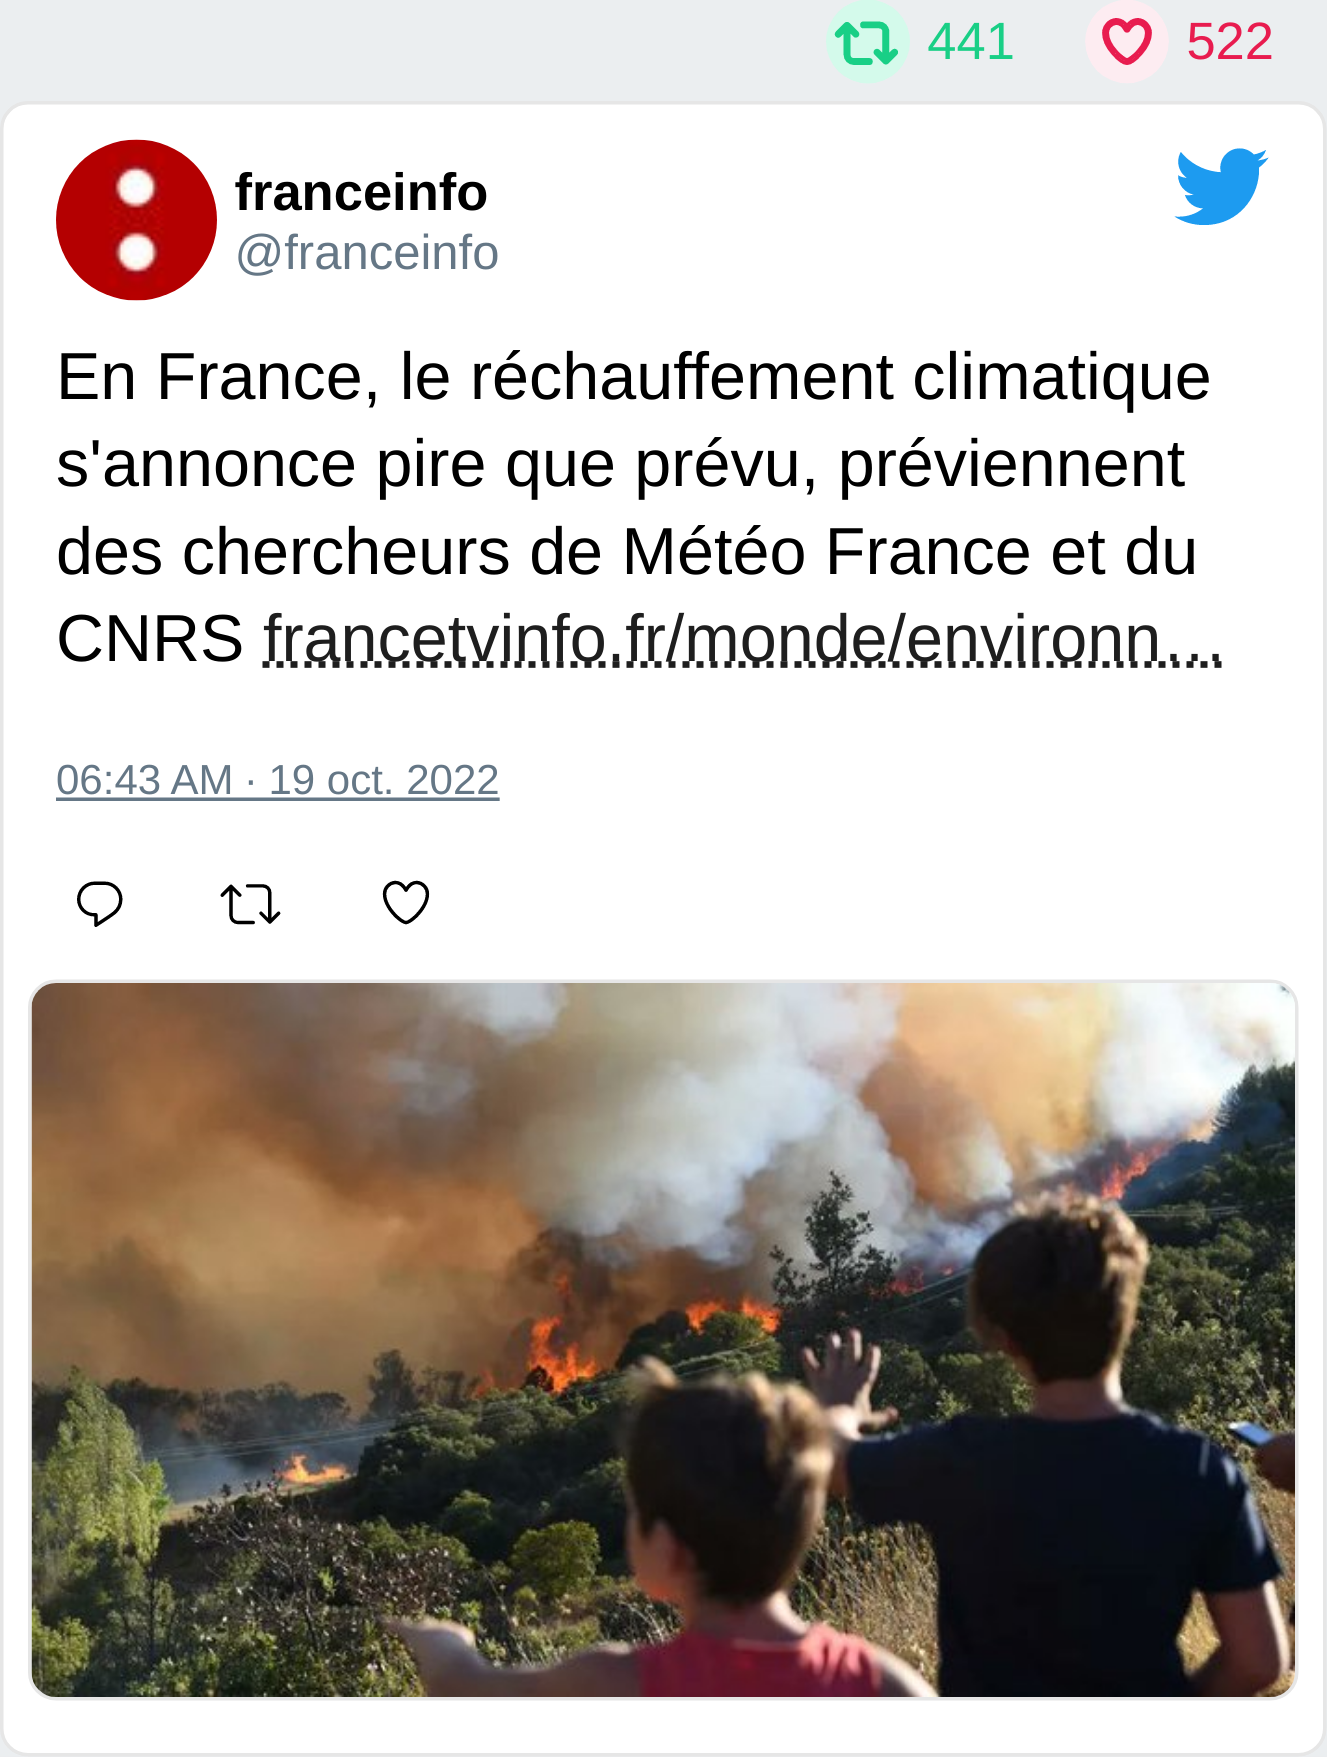 441 522
franceinfo
@franceinfo
En France, le réchauffement climatique
s'annonce pire que prévu, préviennent
des chercheurs de Météo France et du
CNRS francetvinfo.fr/monde/environn...
06:43 AM · 19 oct. 2022